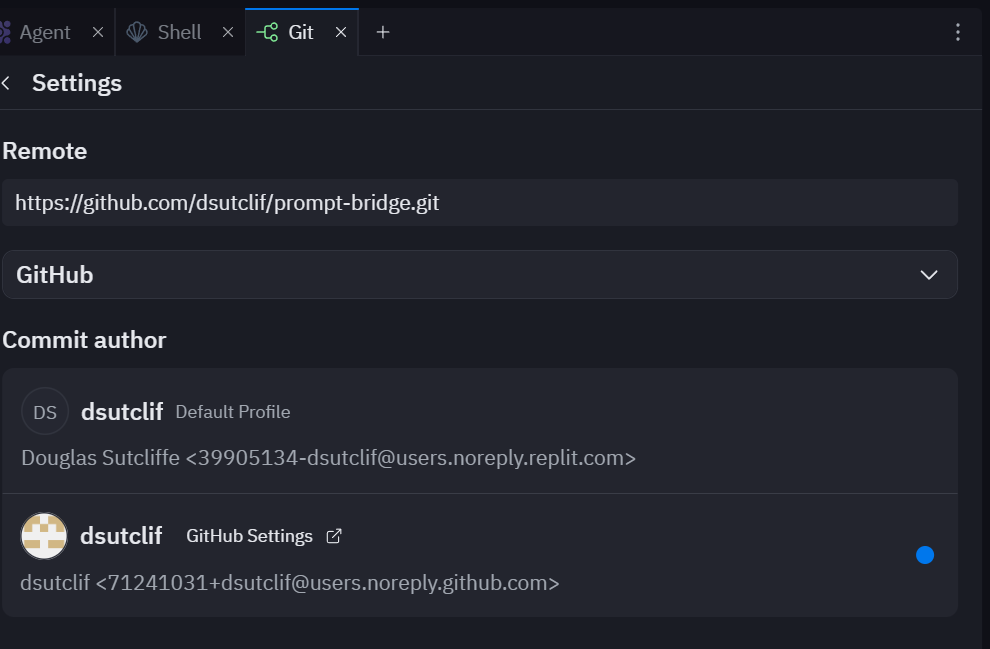 Agent
Shell
Git
Settings
Remote
https://github.com/dsutclif/prompt-bridge.git
GitHub
Commit author
DS dsutclif Default Profile
Douglas Sutcliffe <39905134-dsutclif@users.noreply.replit.com>
dsutclif GitHub Settings
dsutclif <71241031+dsutclif@users.noreply.github.com>